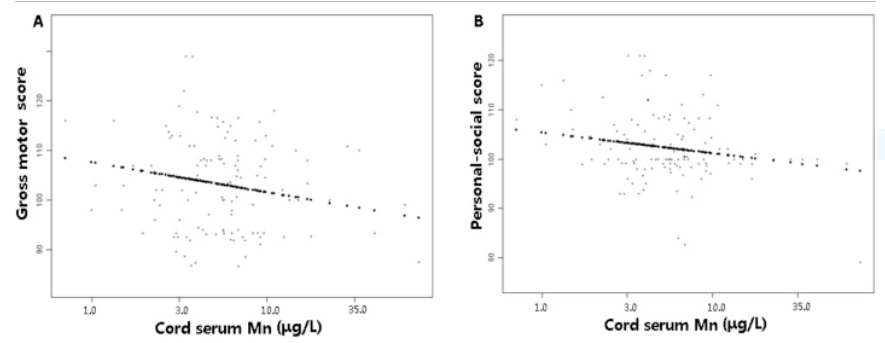 A
Gross motor score
120
110
100
90
1.0
3.0
10.0
35.0
Cord serum Mn (μg/L)
B
Personal-social score
120
110
100
90
80
1.0
3.0
10.0
35.0
Cord serum Mn (μg/L)